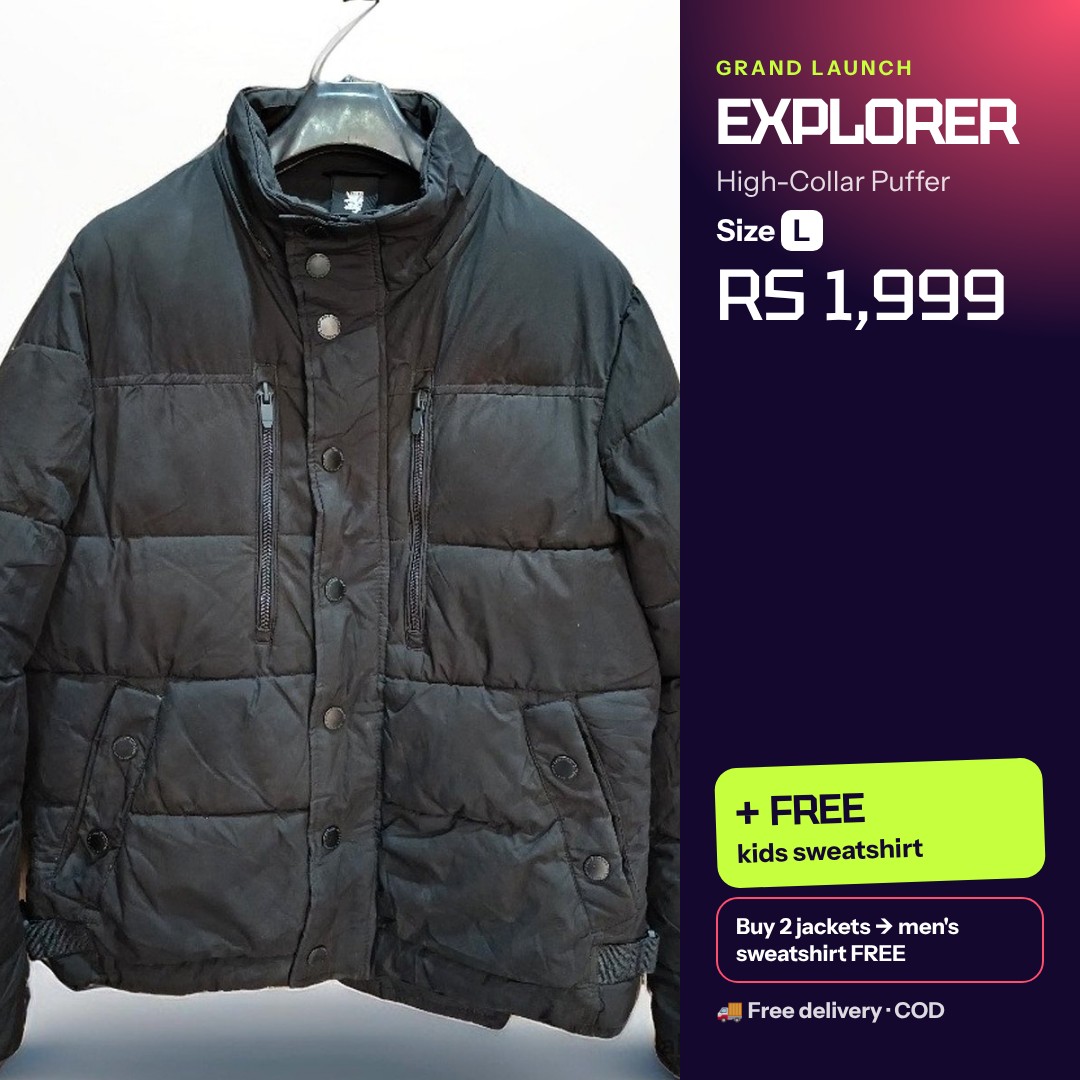 GRAND LAUNCH
EXPLORER
High-Collar Puffer
Size L
RS 1,999
+ FREE
kids sweatshirt
Buy 2 jackets → men's
sweatshirt FREE
🚚 Free delivery · COD